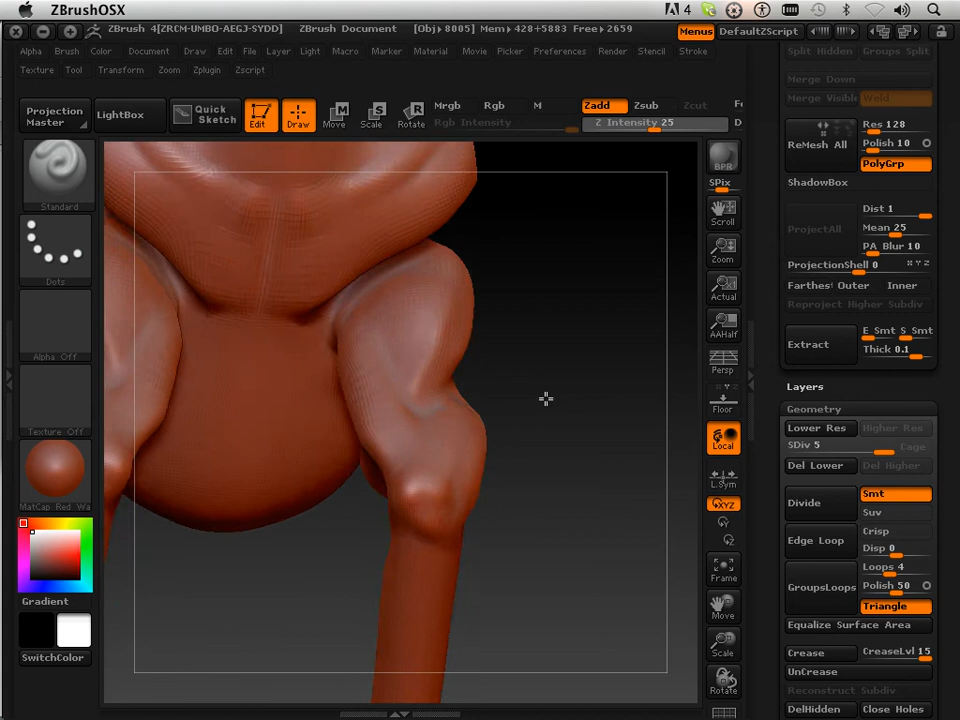 ZBrushOSX
4
ZBrush 4[ZRCM-UMBO-AEGJ-SYDD] ZBrush Document [Obj+8005] Mem+428+5883 Free+2659 Menus DefaultZScript
Alpha Brush Color Document Draw Edit File Layer Light Macro Marker Material Movie Picker Preferences Render Stencil Stroke
Texture Tool Transform Zoom Zplugin Zscript
Projection Master
LightBox
Quick Sketch
Edit Draw Move Scale Rotate
Mrgb Rgb M
Rgb Intensity
Zadd Zsub Zcut
Z Intensity 25
Standard
Dots
Alpha Off
Texture Off
MatCap Red Wa
Gradient
SwitchColor
BPR
SPix
Scroll
Zoom
Actual
AAHalf
Persp
Floor
Local
L.Sym
XYZ
Y
Z
Frame
Move
Scale
Rotate
Split Hidden Groups Split
Merge Down
Merge Visible Weld
ReMesh All
Res 128
Polish 10
PolyGrp
ShadowBox
ProjectAll
Dist 1
Mean 25
PA Blur 10
ProjectionShell 0
Farthest Outer Inner
Reproject Higher Subdiv
Extract
E Smt S Smt
Thick 0.1
Layers
Geometry
Lower Res Higher Res
SDiv 5 Cage
Del Lower Del Higher
Divide
Smt
Suv
Edge Loop
Crisp
Disp 0
GroupsLoops
Loops 4
Polish 50
Triangle
Equalize Surface Area
Crease CreaseLvl 15
UnCrease
Reconstruct Subdiv
DelHidden Close Holes